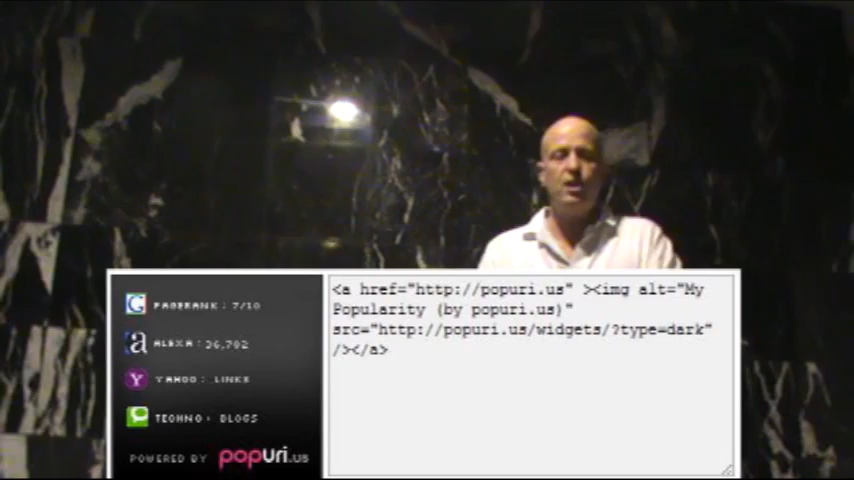 PAGERANK: 7/10
ALEXA: 36,702
YAHOO: LINKS
TECHNO: BLOGS
POWERED BY popuri.us
<a href="http://popuri.us" ><img alt="My
Popularity (by popuri.us)"
src="http://popuri.us/widgets/?type=dark"
/></a>